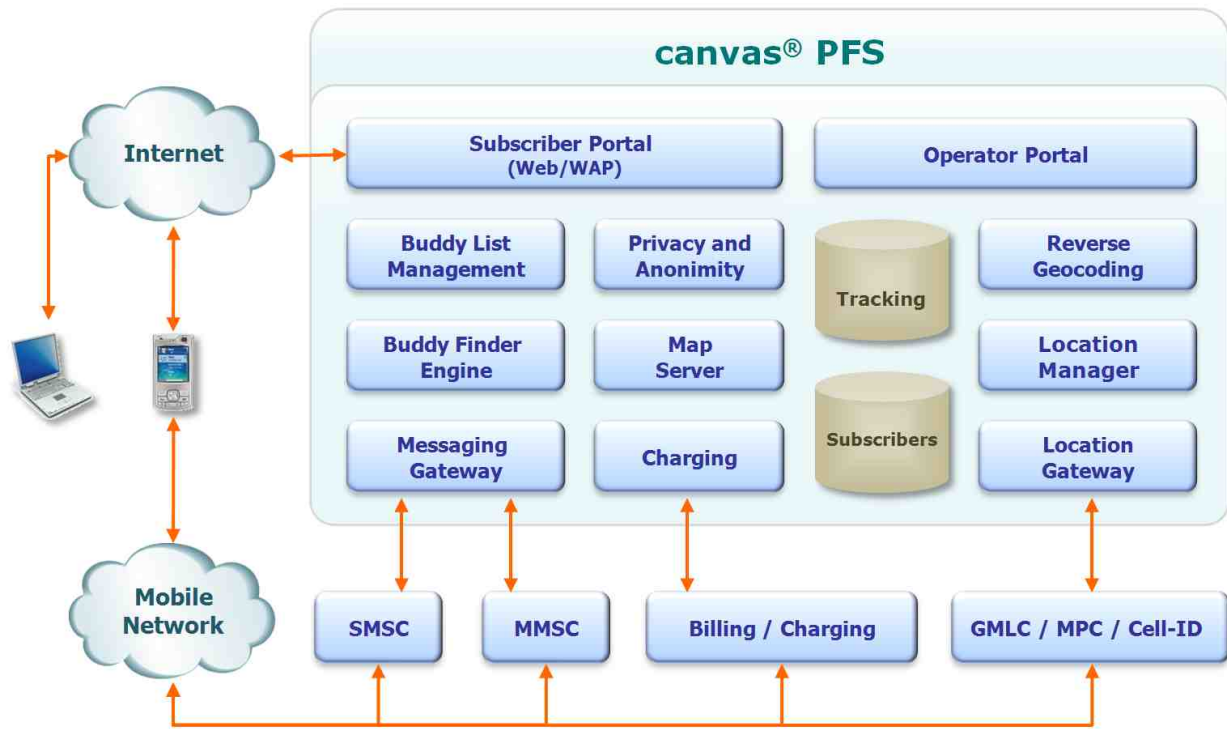 canvas® PFS
Internet
Subscriber Portal
(Web/WAP)
Operator Portal
Buddy List
Management
Privacy and
Anonimity
Tracking
Reverse
Geocoding
Buddy Finder
Engine
Map
Server
Location
Manager
Messaging
Gateway
Charging
Subscribers
Location
Gateway
Mobile
Network
SMSC
MMSC
Billing / Charging
GMLC / MPC / Cell-ID